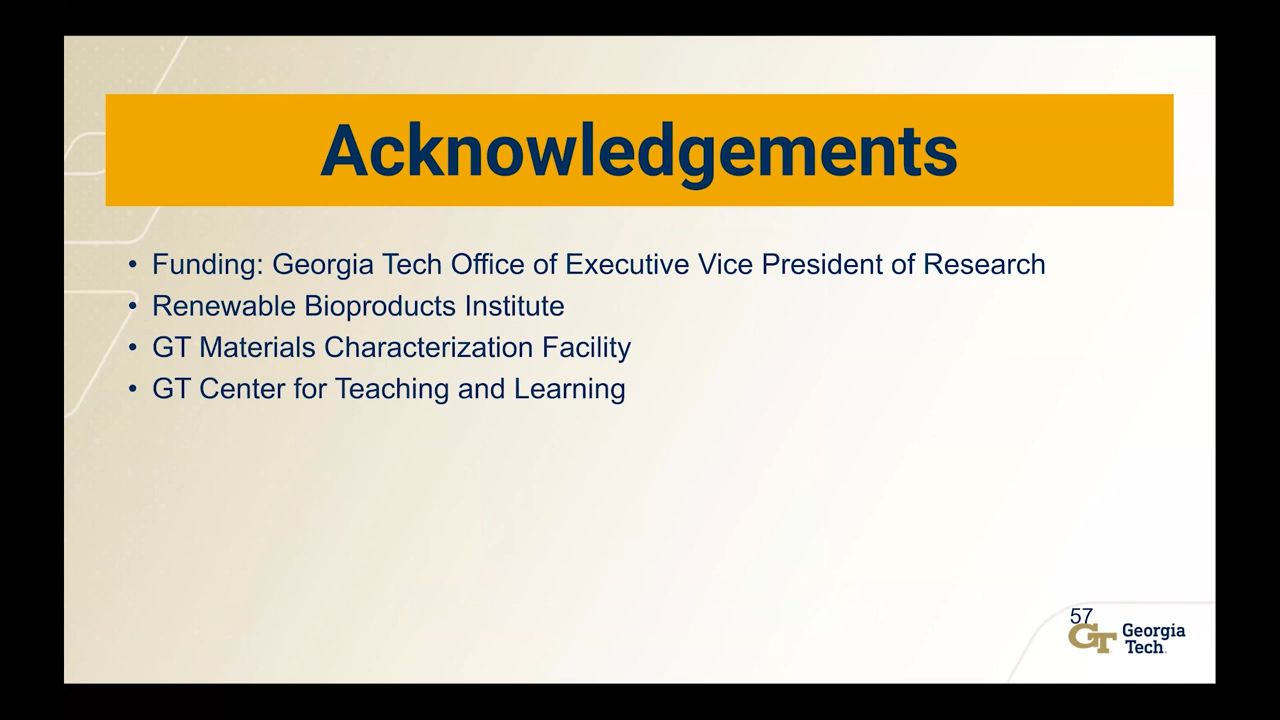 Acknowledgements
• Funding: Georgia Tech Office of Executive Vice President of Research
• Renewable Bioproducts Institute
• GT Materials Characterization Facility
• GT Center for Teaching and Learning
57
GT Georgia
Tech